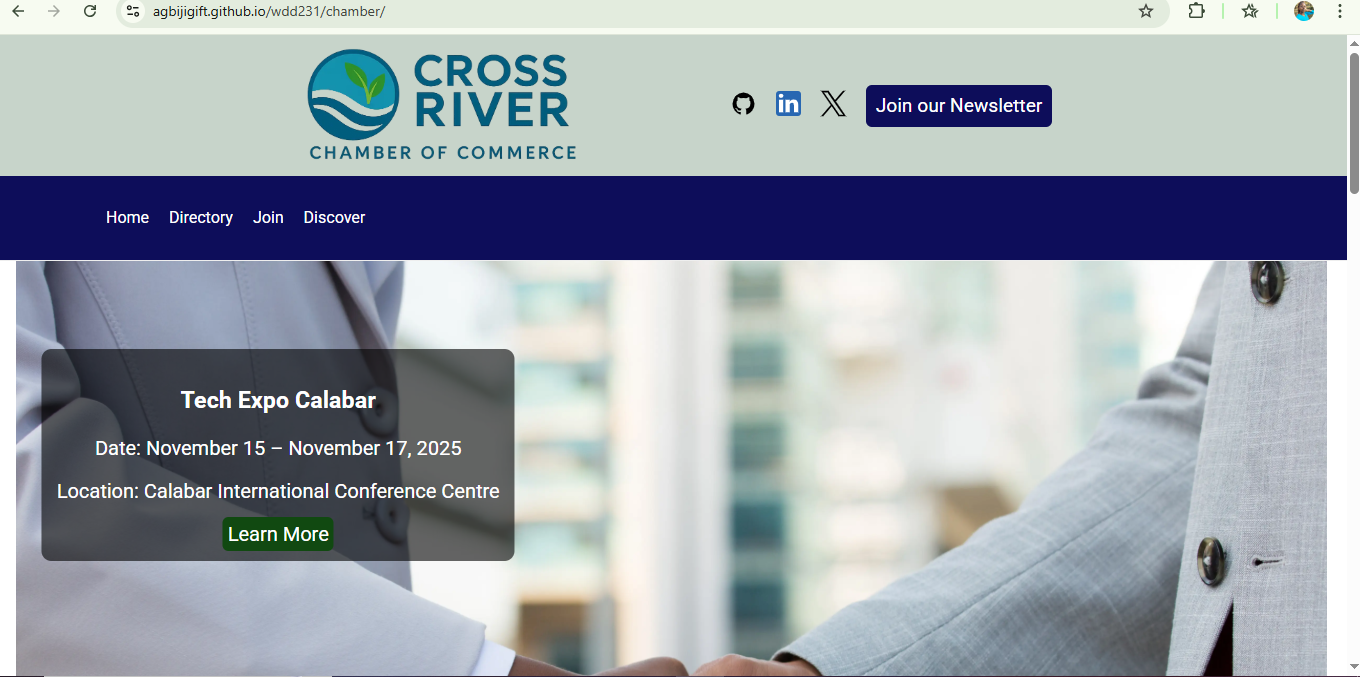 agbijigift.github.io/wdd231/chamber/
CROSS
RIVER
CHAMBER OF COMMERCE
in
Join our Newsletter
Home Directory Join Discover
Tech Expo Calabar
Date: November 15 – November 17, 2025
Location: Calabar International Conference Centre
Learn More